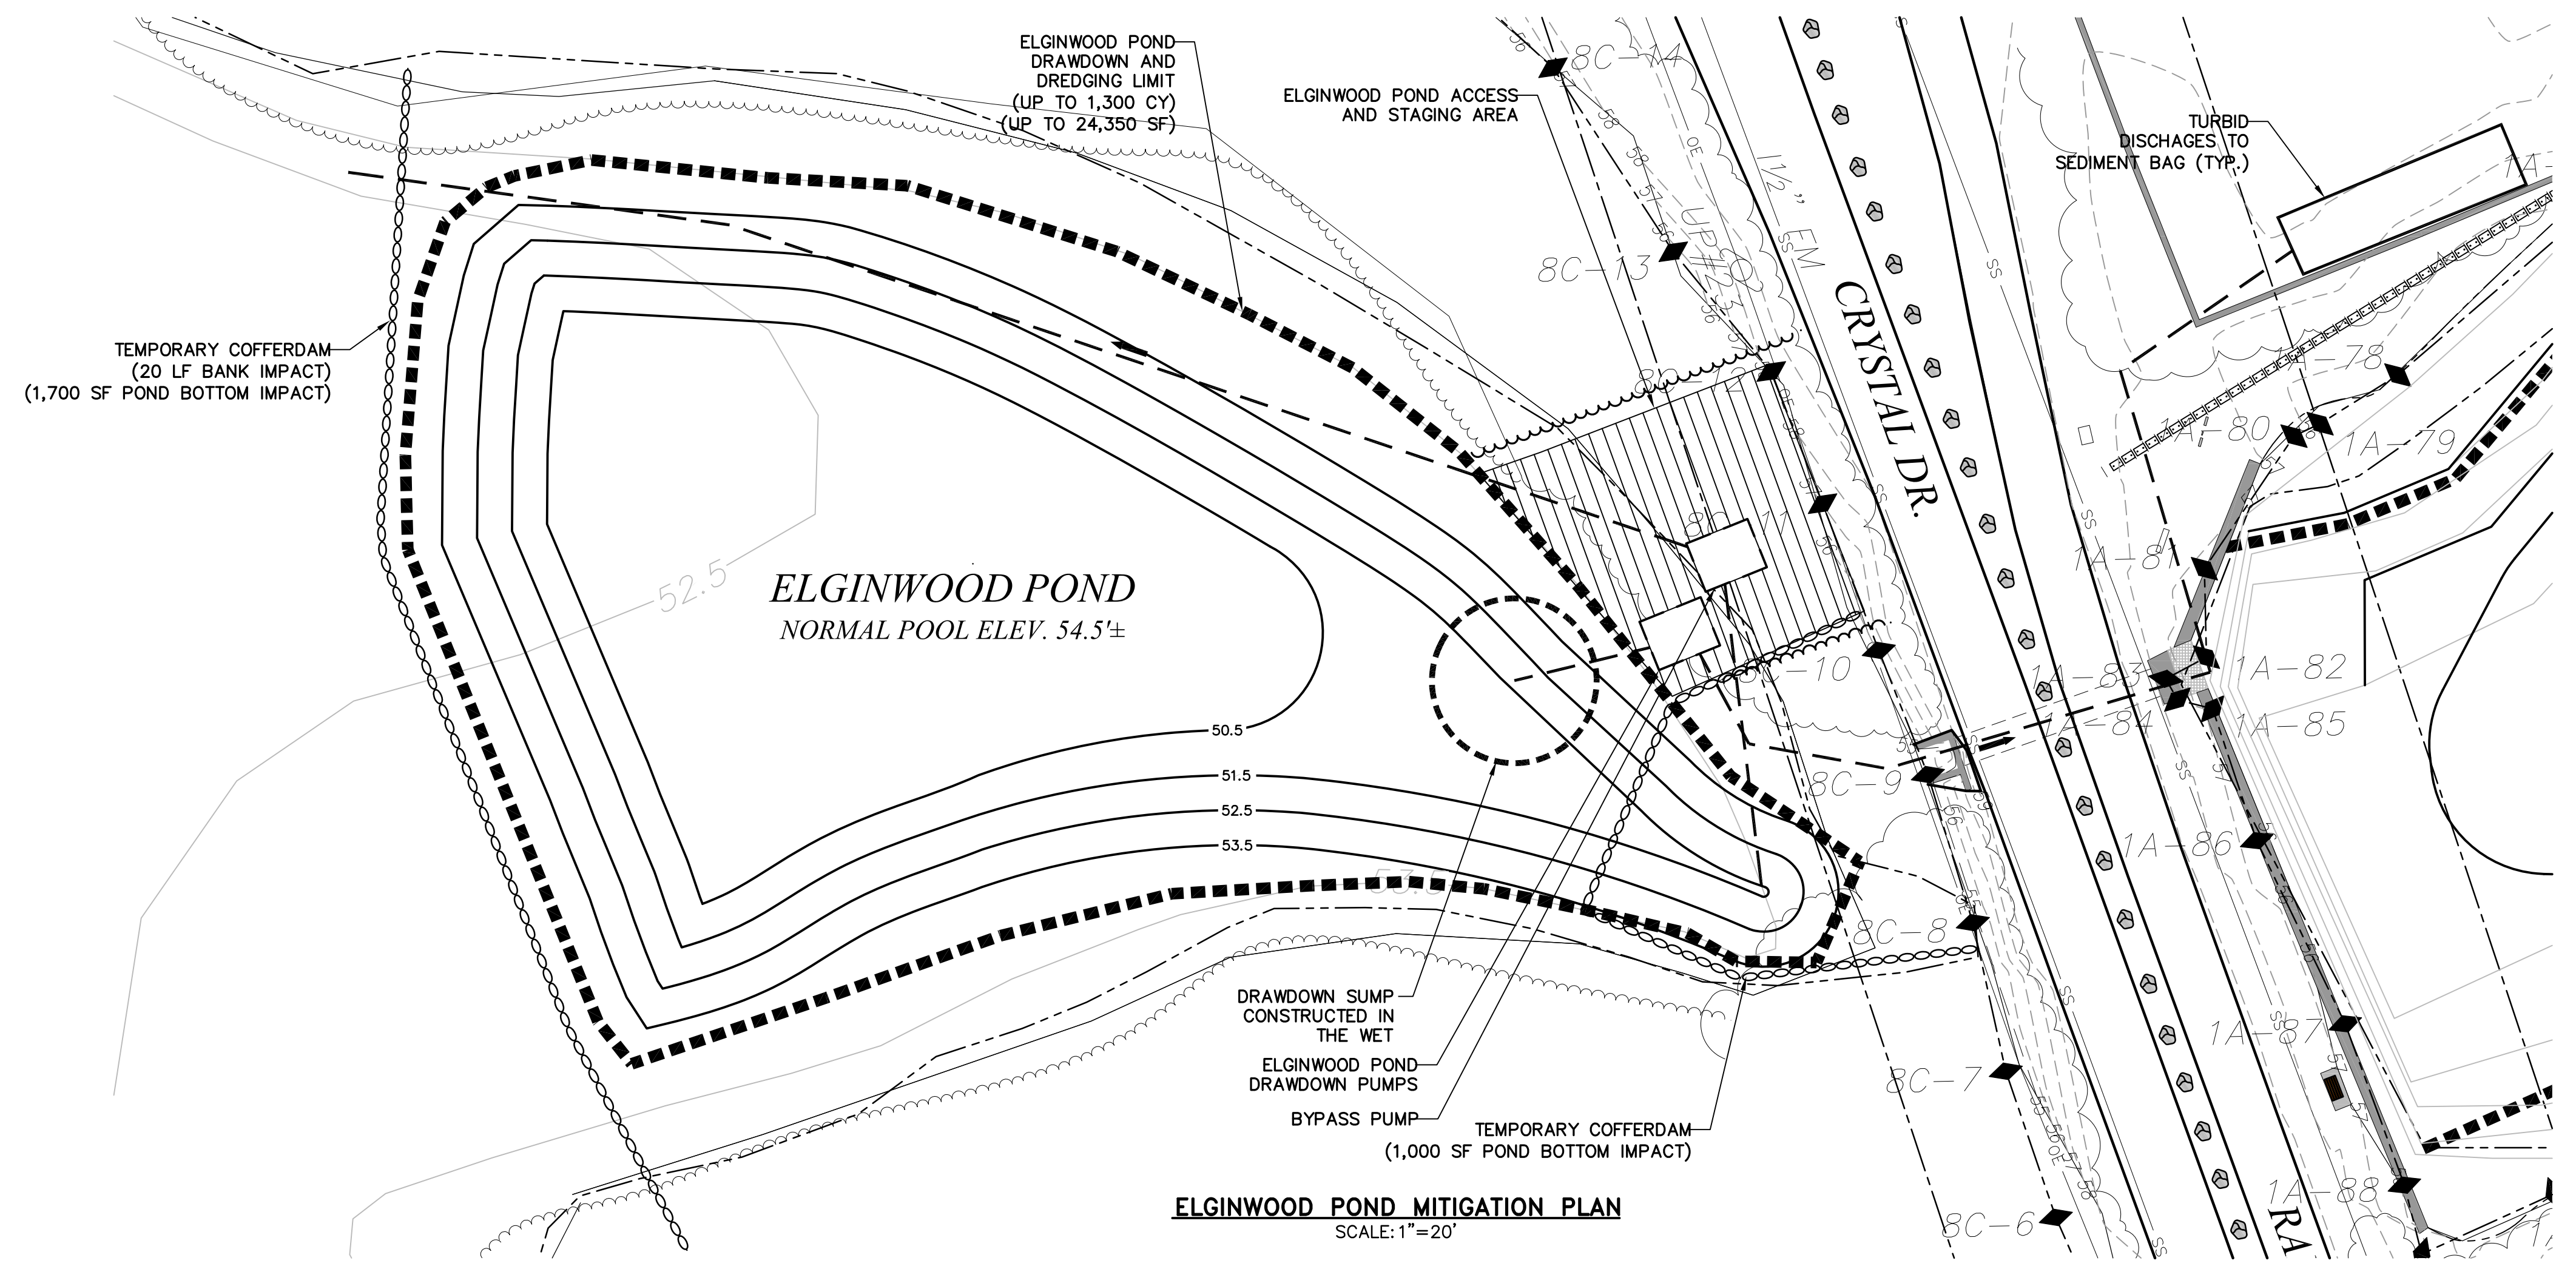 ELGINWOOD POND
DRAWDOWN AND
DREDGING LIMIT
(UP TO 1,300 CY)
(UP TO 24,350 SF)
ELGINWOOD POND ACCESS
AND STAGING AREA
TURBID
DISCHAGES TO
SEDIMENT BAG (TYP.)
TEMPORARY COFFERDAM
(20 LF BANK IMPACT)
(1,700 SF POND BOTTOM IMPACT)
ELGINWOOD POND
NORMAL POOL ELEV. 54.5'±
52.5
50.5
51.5
52.5
53.5
DRAWDOWN SUMP
CONSTRUCTED IN
THE WET
ELGINWOOD POND
DRAWDOWN PUMPS
BYPASS PUMP
TEMPORARY COFFERDAM
(1,000 SF POND BOTTOM IMPACT)
CRYSTAL DR.
1½" FM
8C-14
8C-13
8C-10
8C-9
8C-8
8C-7
8C-6
1A-78
1A-79
1A-80
1A-81
1A-82
1A-83
1A-84
1A-85
1A-86
1A-87
1A-88
RA
ELGINWOOD POND MITIGATION PLAN
SCALE: 1"=20'